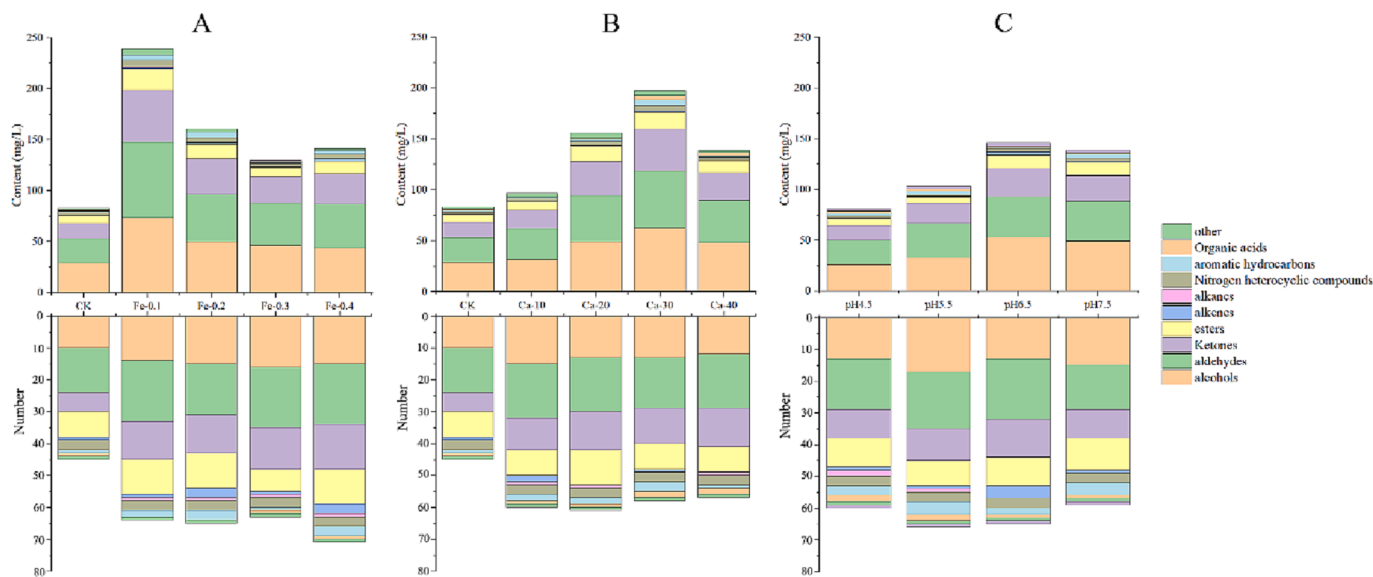 A
B
C
Content (mg/L)
250
200
150
100
50
0
CK
Fe-0.1
Fe-0.2
Fe-0.3
Fe-0.4
Number
0
10
20
30
40
50
60
70
80
Content (mg/L)
250
200
150
100
50
0
CK
Ca-10
Ca-20
Ca-30
Ca-40
Number
0
10
20
30
40
50
60
70
80
Content (mg/L)
250
200
150
100
50
0
pH4.5
pH5.5
pH6.5
pH7.5
Number
0
10
20
30
40
50
60
70
80
other
Organic acids
aromatic hydrocarbons
Nitrogen heterocyclic compounds
alkanes
alkenes
esters
Ketones
aldehydes
alcohols